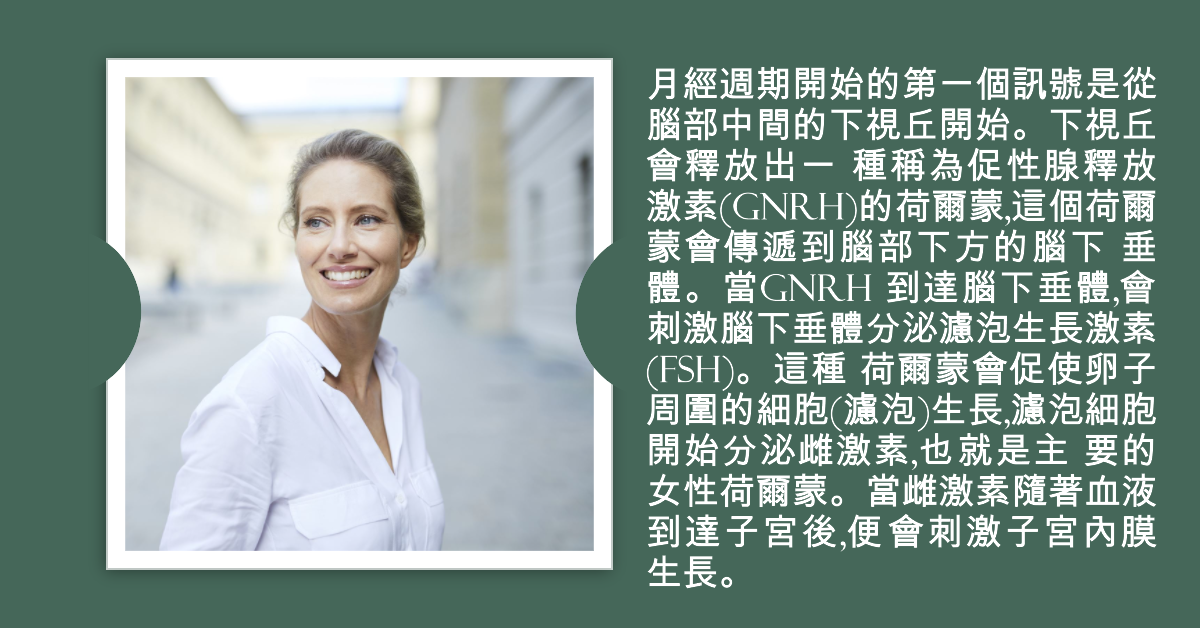 月經週期開始的第一個訊號是從
腦部中間的下視丘開始。下視丘
會釋放出一 種稱為促性腺釋放
激素(GNRH)的荷爾蒙,這個荷爾
蒙會傳遞到腦部下方的腦下 垂
體。當GNRH 到達腦下垂體,會
刺激腦下垂體分泌濾泡生長激素
(FSH)。這種 荷爾蒙會促使卵子
周圍的細胞(濾泡)生長,濾泡細胞
開始分泌雌激素,也就是主 要的
女性荷爾蒙。當雌激素隨著血液
到達子宮後,便會刺激子宮內膜
生長。